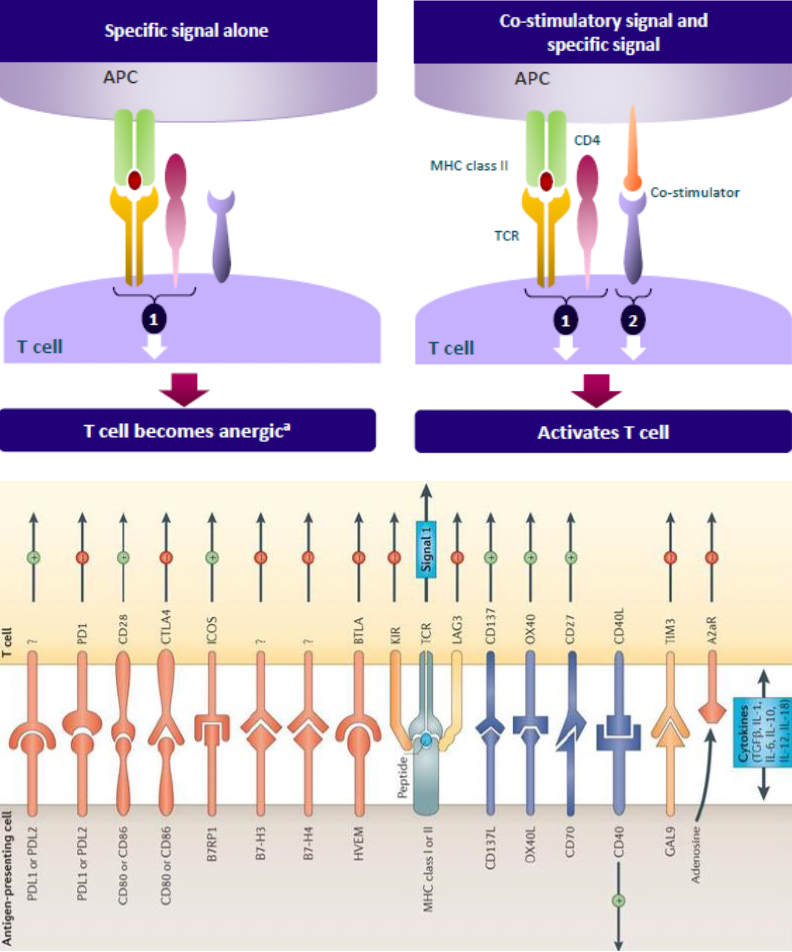 Specific signal alone
Co-stimulatory signal and
specific signal
APC
APC
CD4
MHC class II
Co-stimulator
TCR
1
1
2
T cell
T cell
T cell becomes anergicᵃ
Activates T cell
T cell
?
PD1
CD28
CTLA4
ICOS
?
?
BTLA
KIR
Signal 1
TCR
LAG3
CD137
OX40
CD27
CD40L
TIM3
A2aR
+
–
+
–
+
–
–
–
–
–
+
+
+
–
–
Peptide
Cytokines
(TGFβ, IL-1,
IL-6, IL-10,
IL-12, IL-18)
Antigen-presenting cell
PDL1 or PDL2
PDL1 or PDL2
CD80 or CD86
CD80 or CD86
B7RP1
B7-H3
B7-H4
HVEM
MHC class I or II
CD137L
OX40L
CD70
CD40
GAL9
Adenosine
+